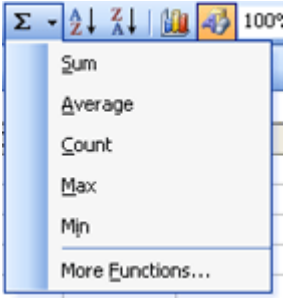 Σ A Z Z A 100%
Sum
Average
Count
Max
Min
More Functions...